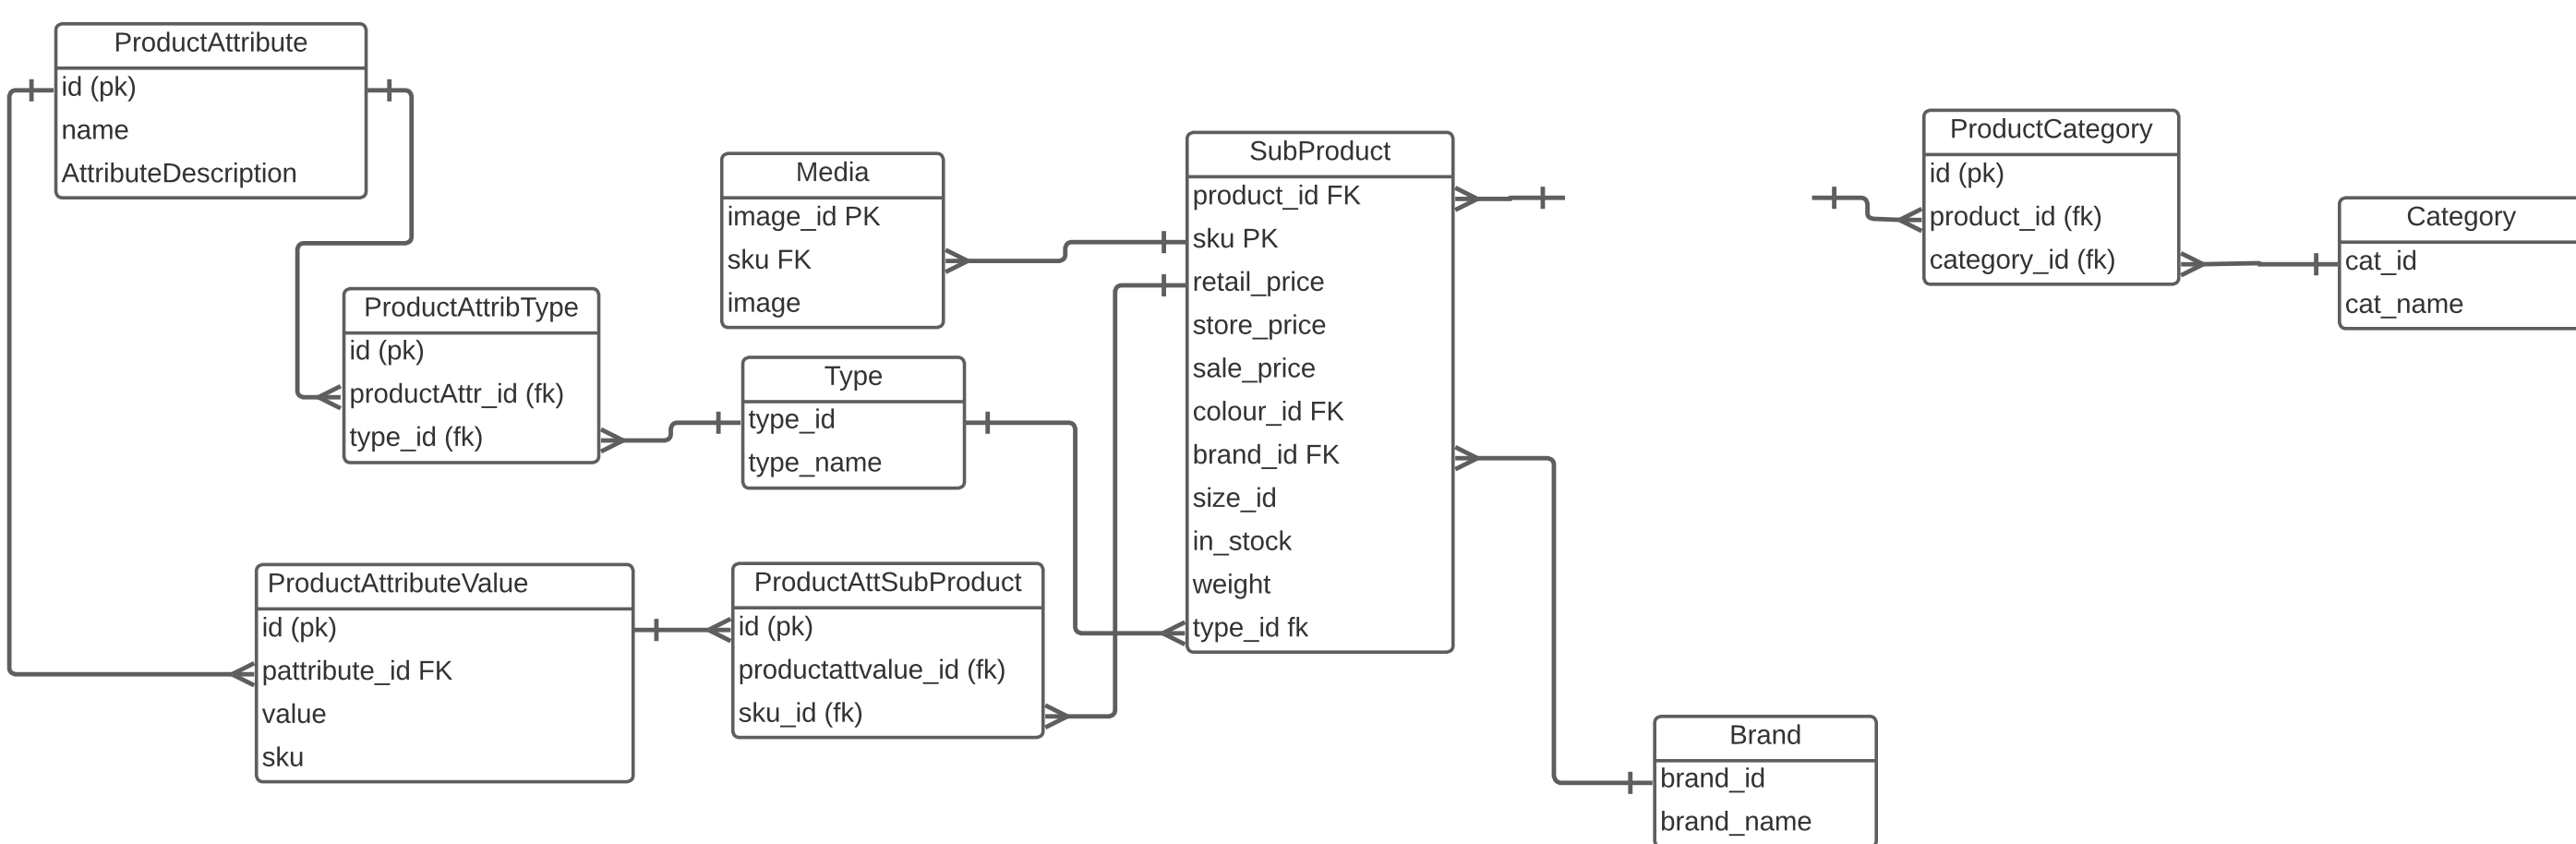 ProductAttribute
id (pk)
name
AttributeDescription
ProductAttribType
id (pk)
productAttr_id (fk)
type_id (fk)
Media
image_id PK
sku FK
image
Type
type_id
type_name
ProductAttributeValue
id (pk)
pattribute_id FK
value
sku
ProductAttSubProduct
id (pk)
productattvalue_id (fk)
sku_id (fk)
SubProduct
product_id FK
sku PK
retail_price
store_price
sale_price
colour_id FK
brand_id FK
size_id
in_stock
weight
type_id fk
Brand
brand_id
brand_name
ProductCategory
id (pk)
product_id (fk)
category_id (fk)
Category
cat_id
cat_name